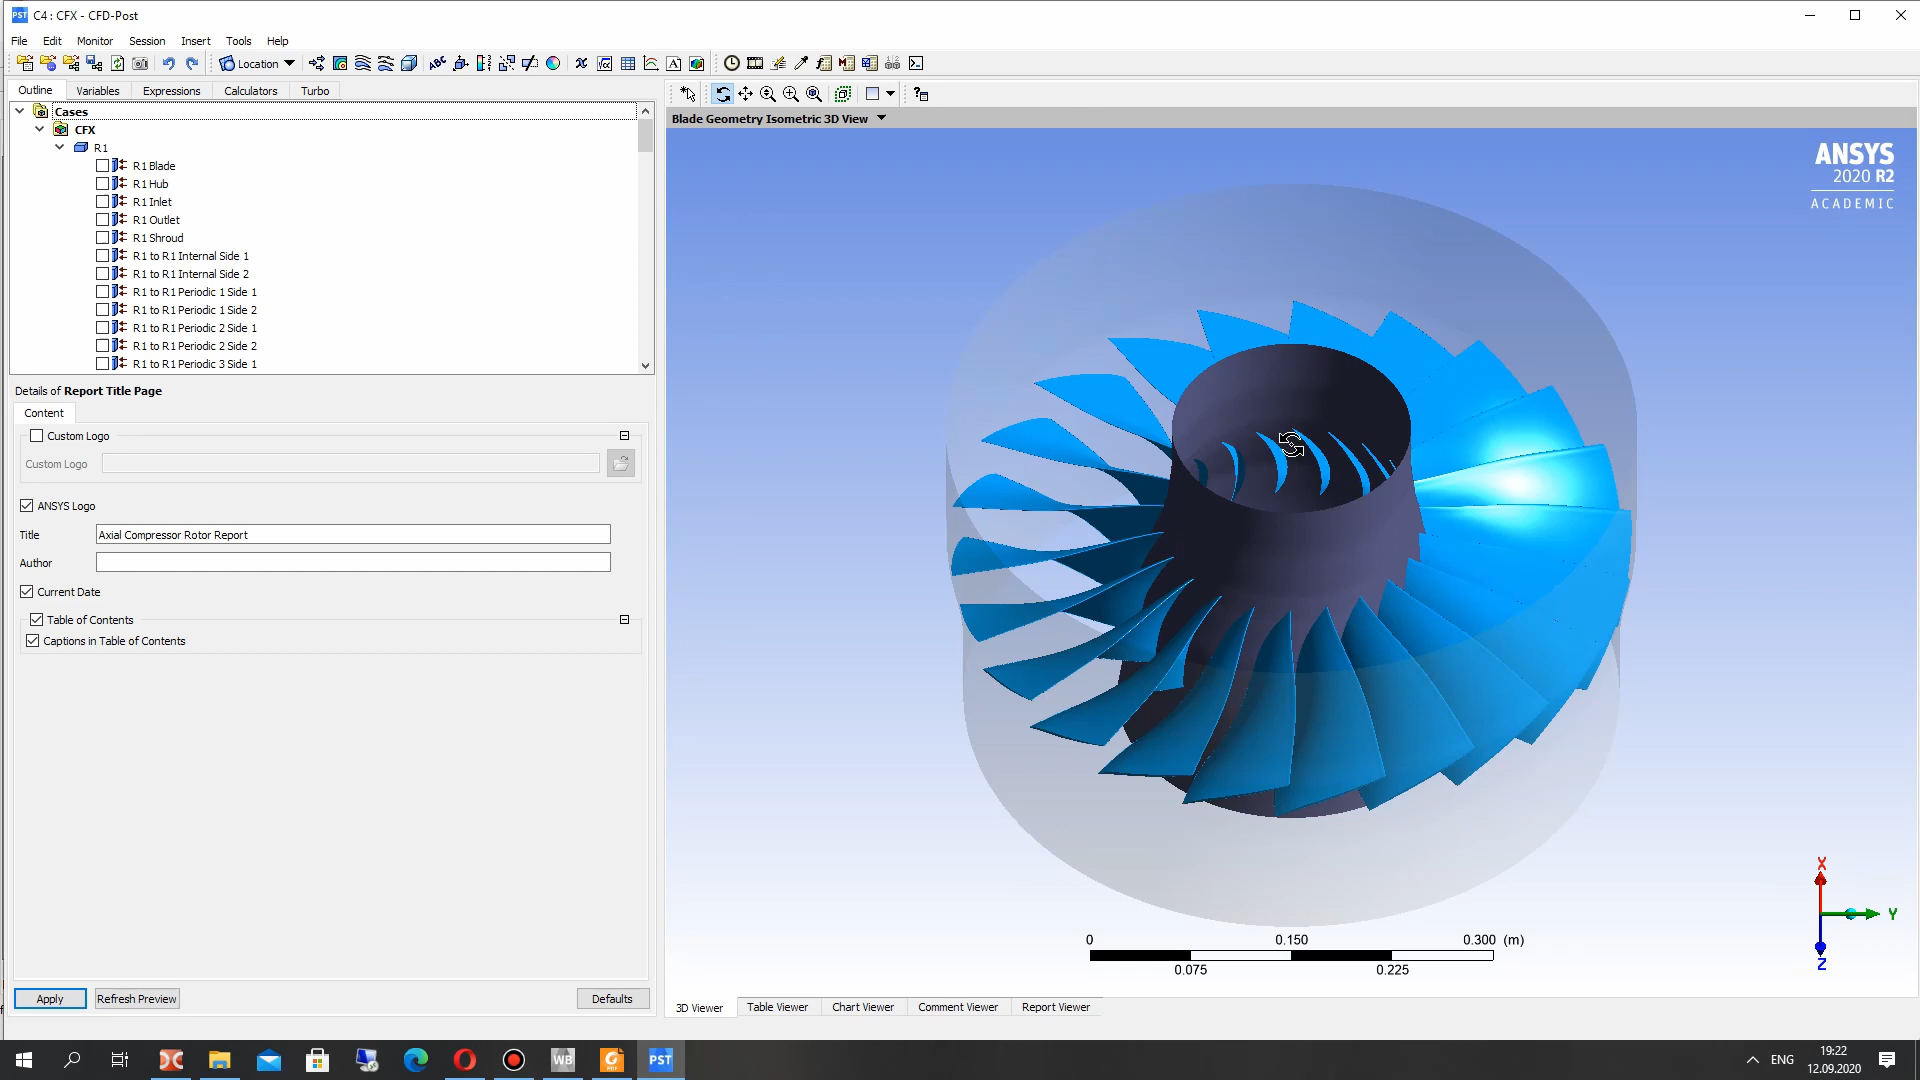 PST C4 : CFX - CFD-Post
File Edit Monitor Session Insert Tools Help
Location
Outline Variables Expressions Calculators Turbo
Cases
CFX
R1
R1 Blade
R1 Hub
R1 Inlet
R1 Outlet
R1 Shroud
R1 to R1 Internal Side 1
R1 to R1 Internal Side 2
R1 to R1 Periodic 1 Side 1
R1 to R1 Periodic 1 Side 2
R1 to R1 Periodic 2 Side 1
R1 to R1 Periodic 2 Side 2
R1 to R1 Periodic 3 Side 1
Details of Report Title Page
Content
Custom Logo
Custom Logo
ANSYS Logo
Title Axial Compressor Rotor Report
Author
Current Date
Table of Contents
Captions in Table of Contents
Apply Refresh Preview Defaults
Blade Geometry Isometric 3D View
ANSYS
2020 R2
ACADEMIC
X
Y
Z
0 0.150 0.300 (m)
0.075 0.225
3D Viewer Table Viewer Chart Viewer Comment Viewer Report Viewer
WB PDF PST
ENG
19:22
12.09.2020